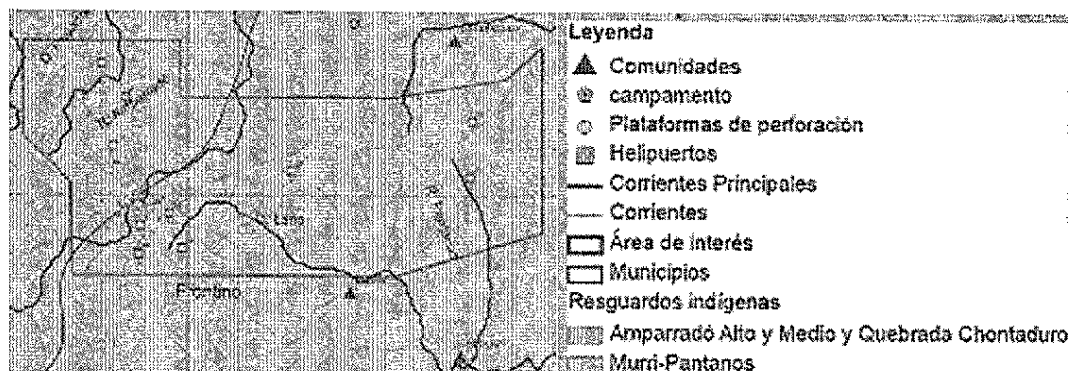 Frontino
Leyenda
Comunidades
campamento
Plataformas de perforación
Helipuertos
Corrientes Principales
Corrientes
Área de interés
Municipios
Resguardos indígenas
Amparradó Alto y Medio y Quebrada Chontaduro
Murri-Pantanos